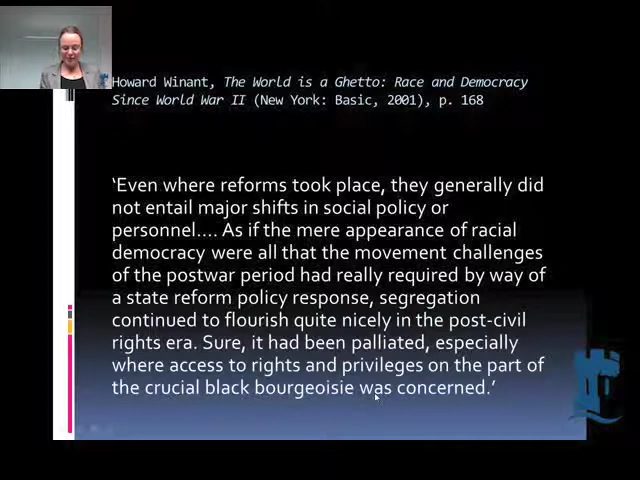 Howard Winant, The World is a Ghetto: Race and Democracy
Since World War II (New York: Basic, 2001), p. 168
‘Even where reforms took place, they generally did
not entail major shifts in social policy or
personnel.... As if the mere appearance of racial
democracy were all that the movement challenges
of the postwar period had really required by way of
a state reform policy response, segregation
continued to flourish quite nicely in the post-civil
rights era. Sure, it had been palliated, especially
where access to rights and privileges on the part of
the crucial black bourgeoisie was concerned.’